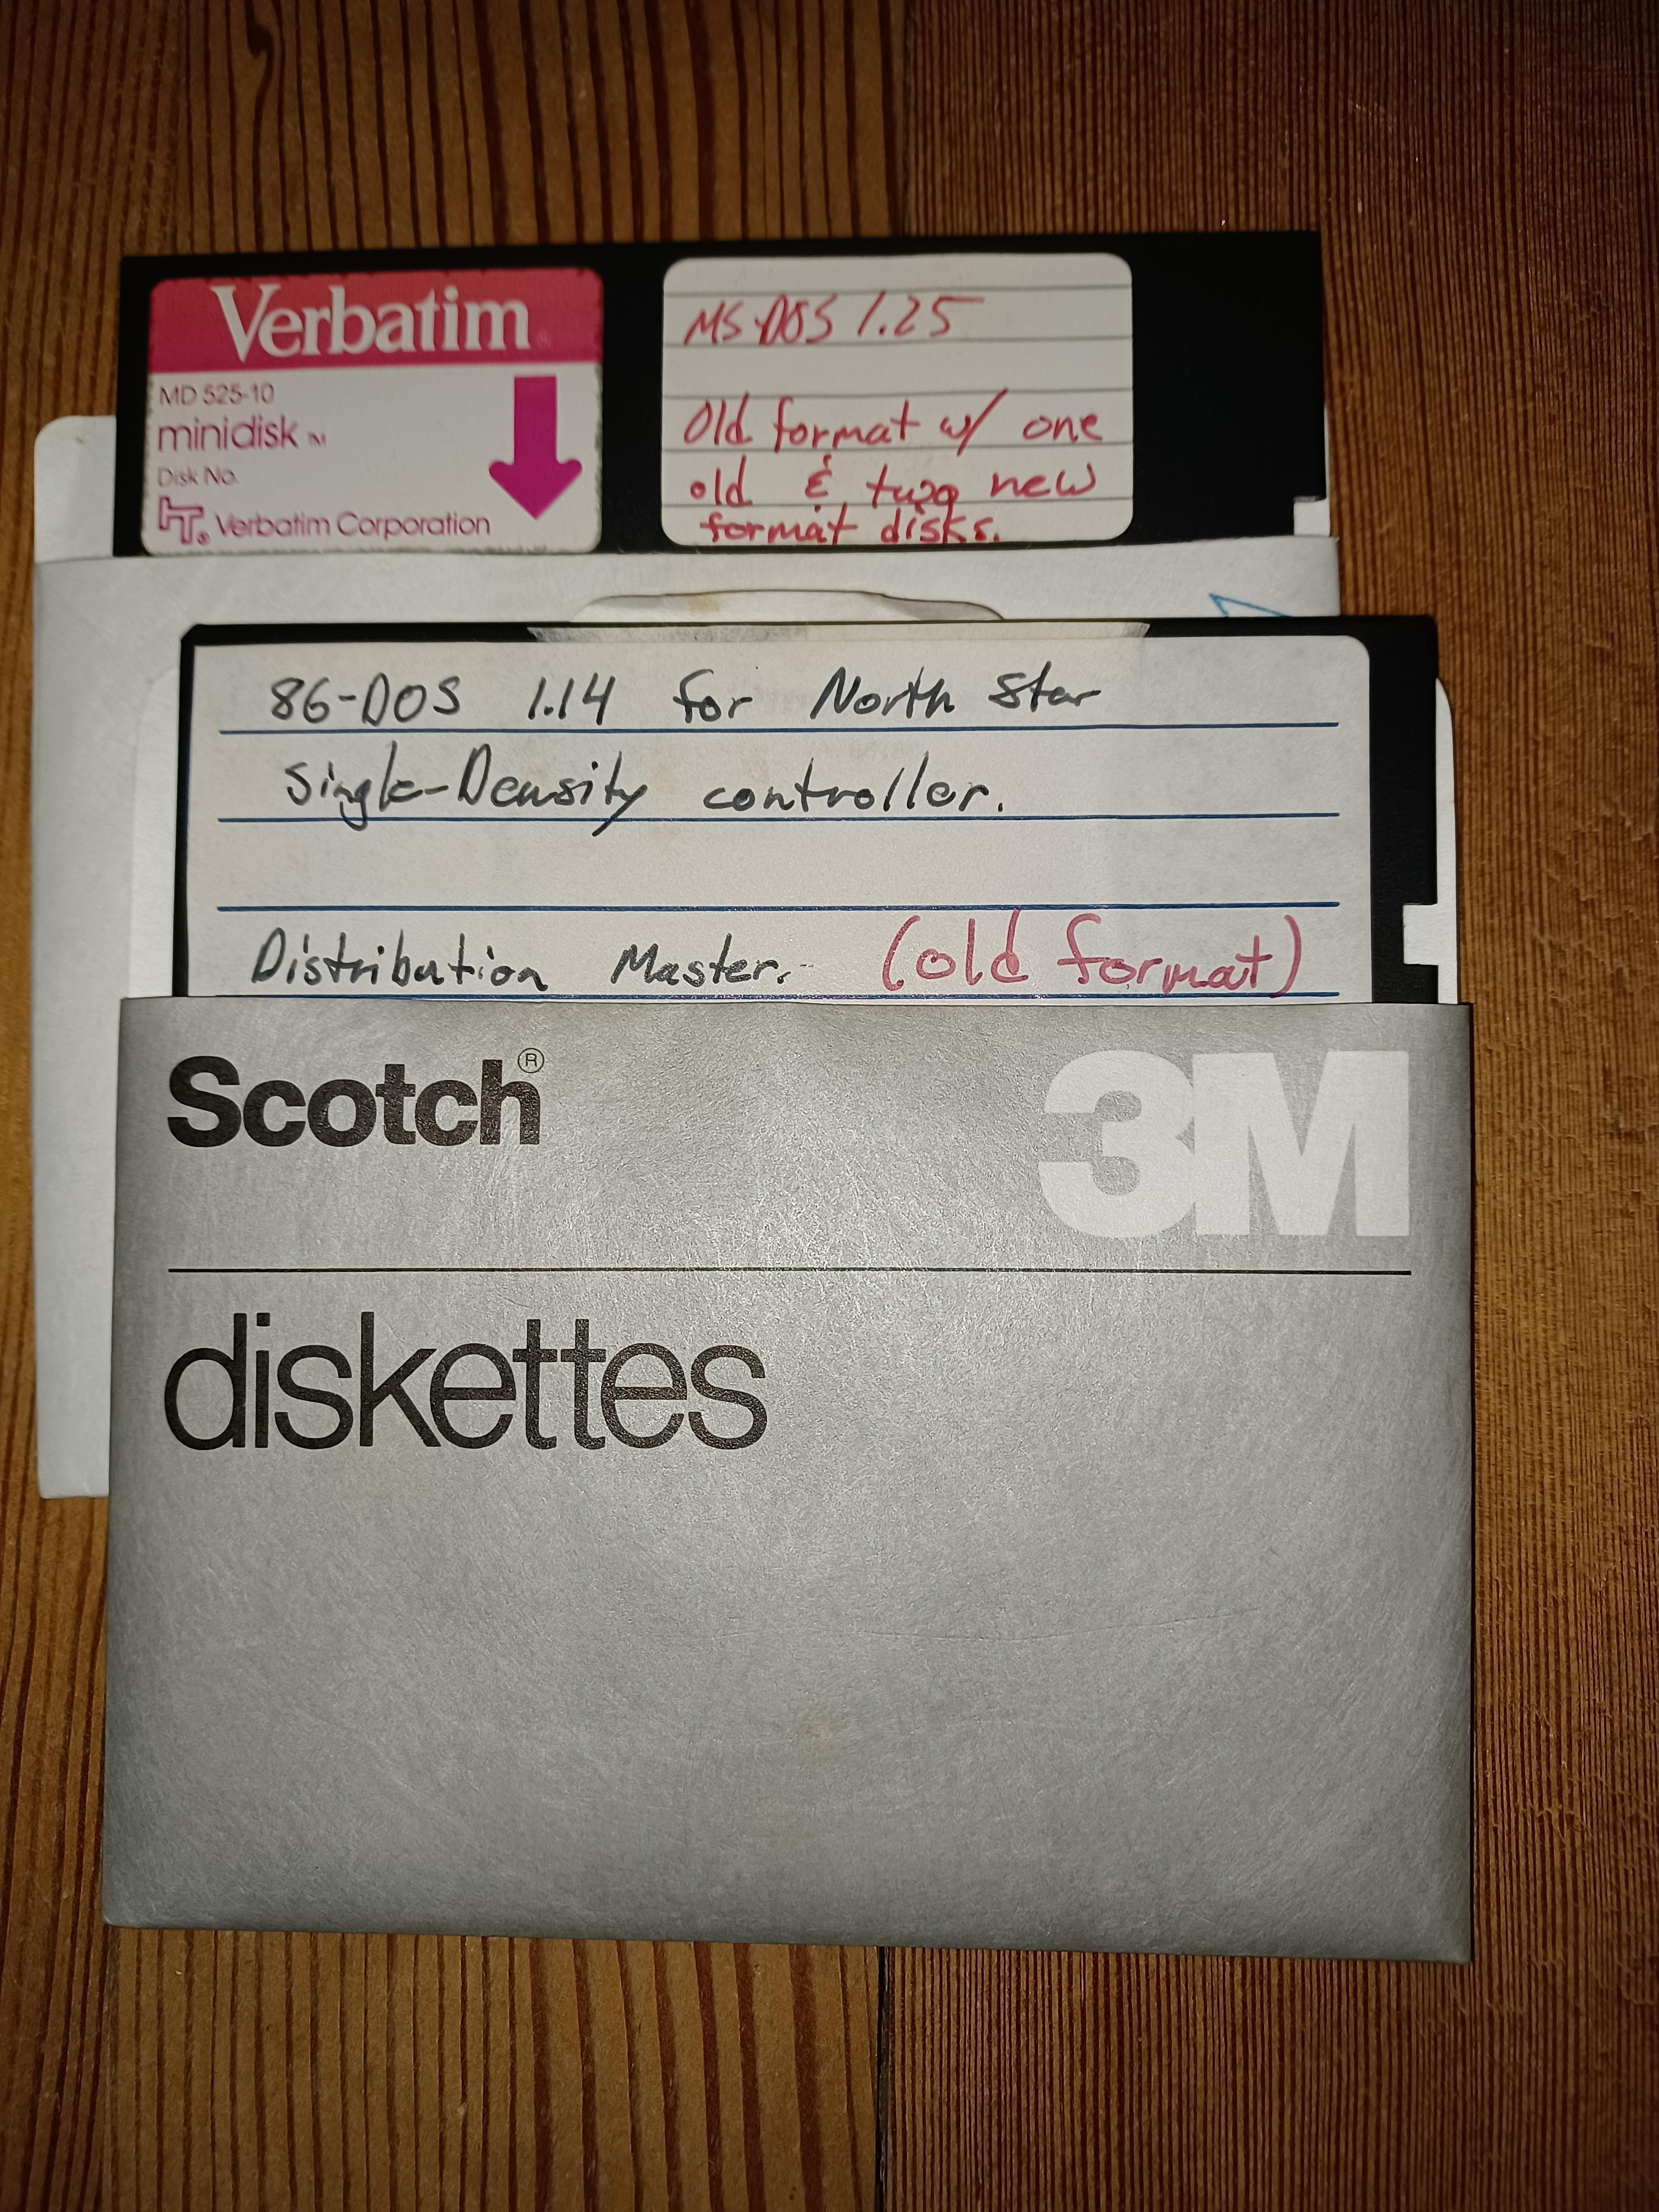 Verbatim®
MD 525-10
minidisk TM
Disk No.
Verbatim Corporation
MS-DOS 1.25
Old format w/ one
old & two new
format disks.
86-DOS 1.14 for North Star
Single-Density controller.
Distribution Master. (old format)
Scotch® 3M
diskettes